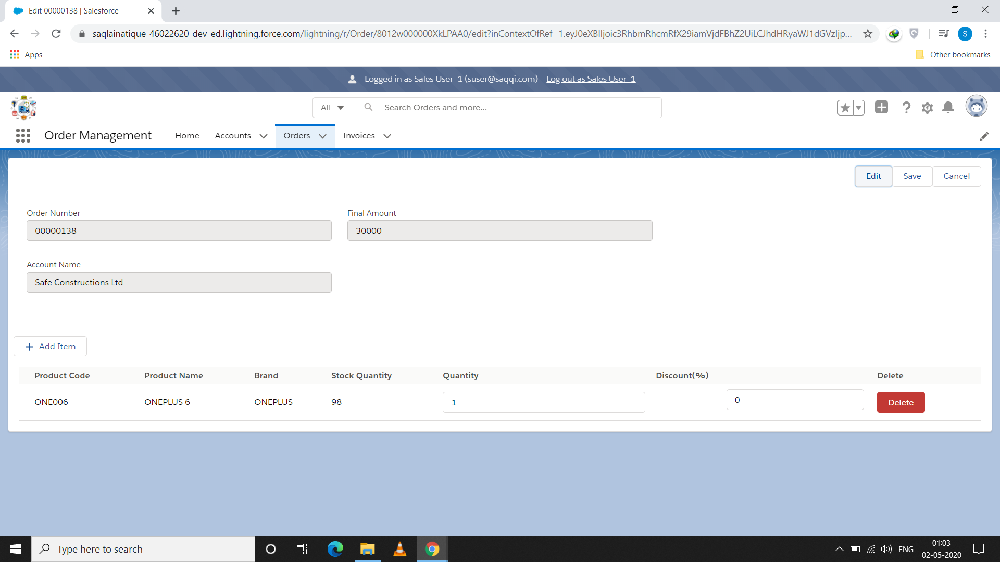 Edit 00000138 | Salesforce
saqlainatique-46022620-dev-ed.lightning.force.com/lightning/r/Order/8012w000000XkLPAA0/edit?inContextOfRef=1.eyJ0eXBlIjoic3RhbmRhcmRfX29iamVjdFBhZ2UiLCJhdHRyaWJ1dGVzIjp...
S
Apps
Other bookmarks
Logged in as Sales User_1 (suser@saqqi.com) Log out as Sales User_1
All
Search Orders and more...
Order Management
Home
Accounts
Orders
Invoices
Edit
Save
Cancel
Order Number
Final Amount
00000138
30000
Account Name
Safe Constructions Ltd
Add Item
Product Code Product Name Brand Stock Quantity Quantity Discount(%) Delete
ONE006 ONEPLUS 6 ONEPLUS 98 1 0 Delete
Type here to search
ENG
01:03
02-05-2020